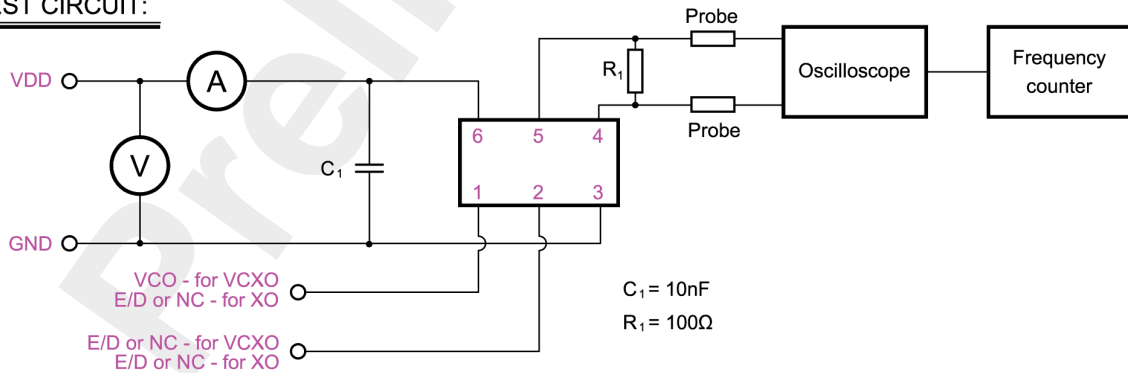 EST CIRCUIT:
Probe
VDD
A
R1
Oscilloscope
Frequency
counter
Probe
6 5 4
V
C1
1 2 3
GND
VCO - for VCXO
E/D or NC - for XO
C1 = 10nF
R1 = 100Ω
E/D or NC - for VCXO
E/D or NC - for XO